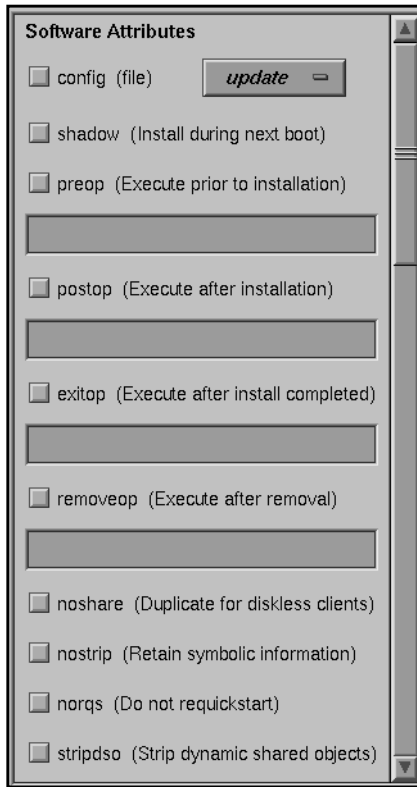 Software Attributes
config (file) update
shadow (Install during next boot)
preop (Execute prior to installation)
postop (Execute after installation)
exitop (Execute after install completed)
removeop (Execute after removal)
noshare (Duplicate for diskless clients)
nostrip (Retain symbolic information)
norqs (Do not requickstart)
stripdso (Strip dynamic shared objects)